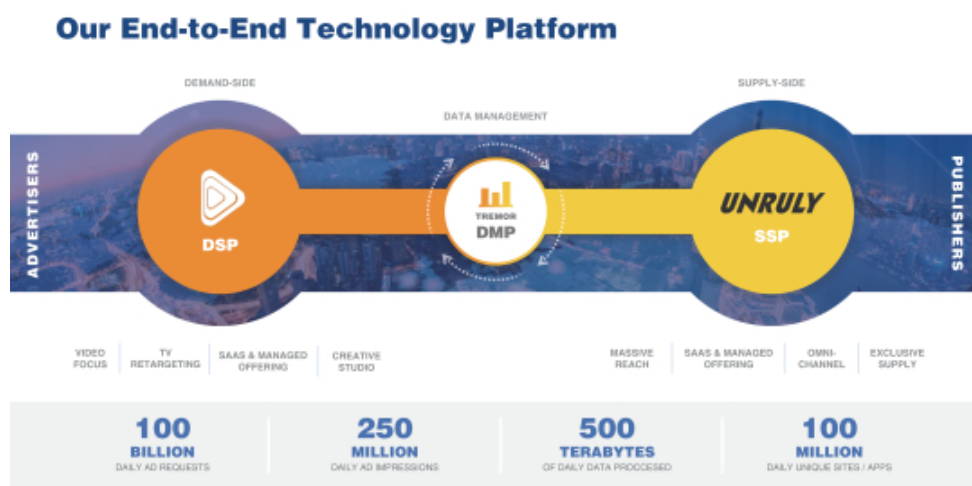 Our End-to-End Technology Platform
DEMAND-SIDE
SUPPLY-SIDE
DATA MANAGEMENT
ADVERTISERS
DSP
TREMOR
DMP
UNRULY
SSP
PUBLISHERS
VIDEO
FOCUS
TV
RETARGETING
SAAS & MANAGED
OFFERING
CREATIVE
STUDIO
MASSIVE
REACH
SAAS & MANAGED
OFFERING
OMNI-
CHANNEL
EXCLUSIVE
SUPPLY
100
BILLION
DAILY AD REQUESTS
250
MILLION
DAILY AD IMPRESSIONS
500
TERABYTES
OF DAILY DATA PROCCESED
100
MILLION
DAILY UNIQUE SITES / APPS